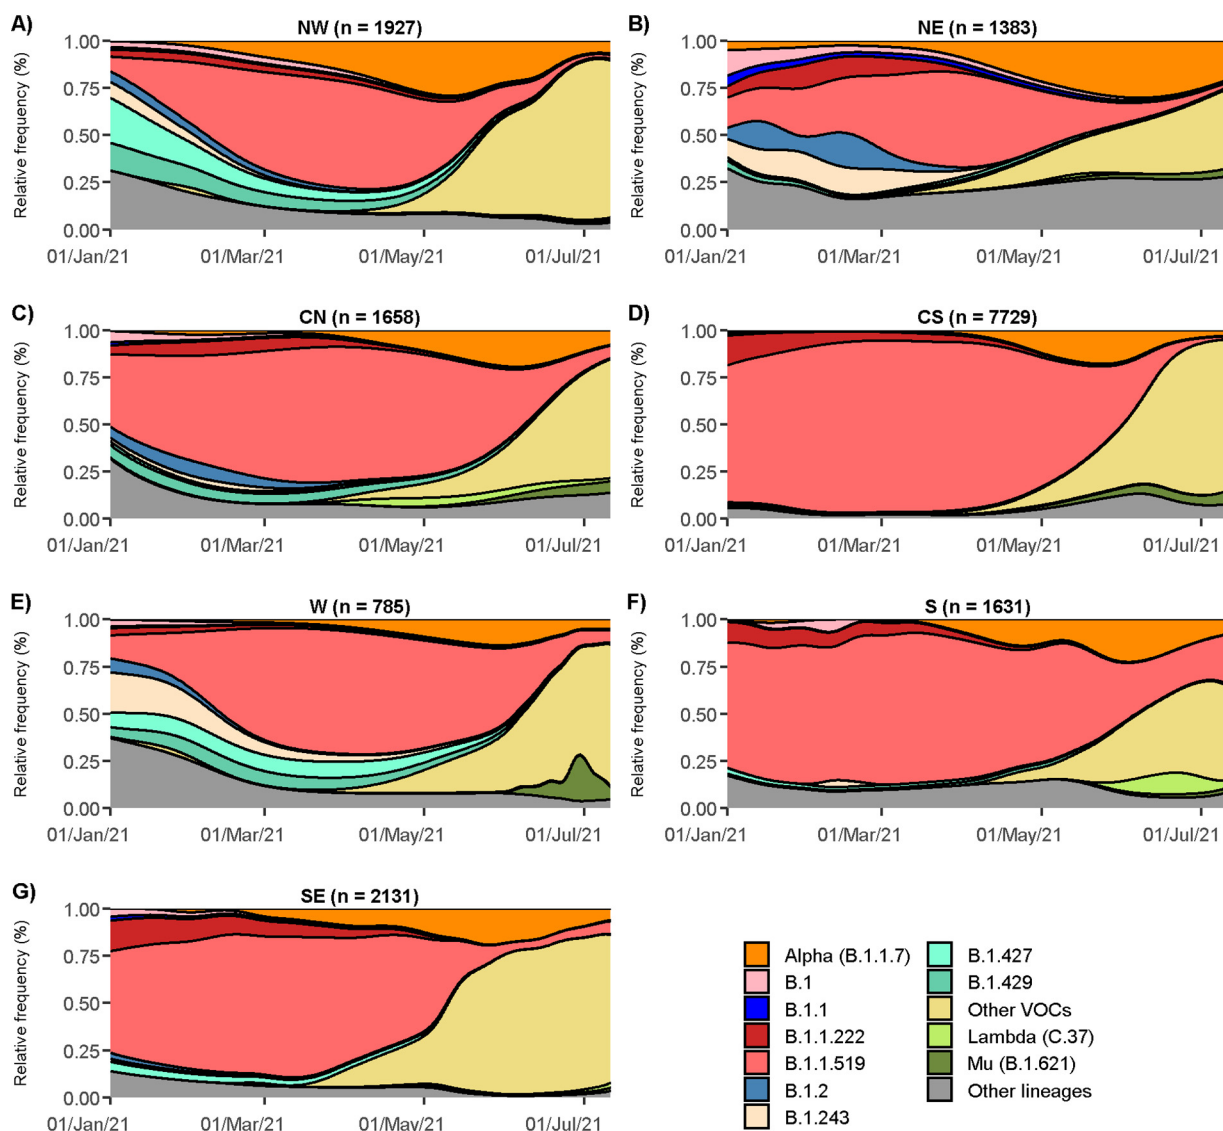 A)
NW (n = 1927)
Relative frequency (%)
1.00
0.75
0.50
0.25
0.00
01/Jan/21 01/Mar/21 01/May/21 01/Jul/21
B)
NE (n = 1383)
Relative frequency (%)
1.00
0.75
0.50
0.25
0.00
01/Jan/21 01/Mar/21 01/May/21 01/Jul/21
C)
CN (n = 1658)
Relative frequency (%)
1.00
0.75
0.50
0.25
0.00
01/Jan/21 01/Mar/21 01/May/21 01/Jul/21
D)
CS (n = 7729)
Relative frequency (%)
1.00
0.75
0.50
0.25
0.00
01/Jan/21 01/Mar/21 01/May/21 01/Jul/21
E)
W (n = 785)
Relative frequency (%)
1.00
0.75
0.50
0.25
0.00
01/Jan/21 01/Mar/21 01/May/21 01/Jul/21
F)
S (n = 1631)
Relative frequency (%)
1.00
0.75
0.50
0.25
0.00
01/Jan/21 01/Mar/21 01/May/21 01/Jul/21
G)
SE (n = 2131)
Relative frequency (%)
1.00
0.75
0.50
0.25
0.00
01/Jan/21 01/Mar/21 01/May/21 01/Jul/21
Alpha (B.1.1.7)
B.1
B.1.1
B.1.1.222
B.1.1.519
B.1.2
B.1.243
B.1.427
B.1.429
Other VOCs
Lambda (C.37)
Mu (B.1.621)
Other lineages